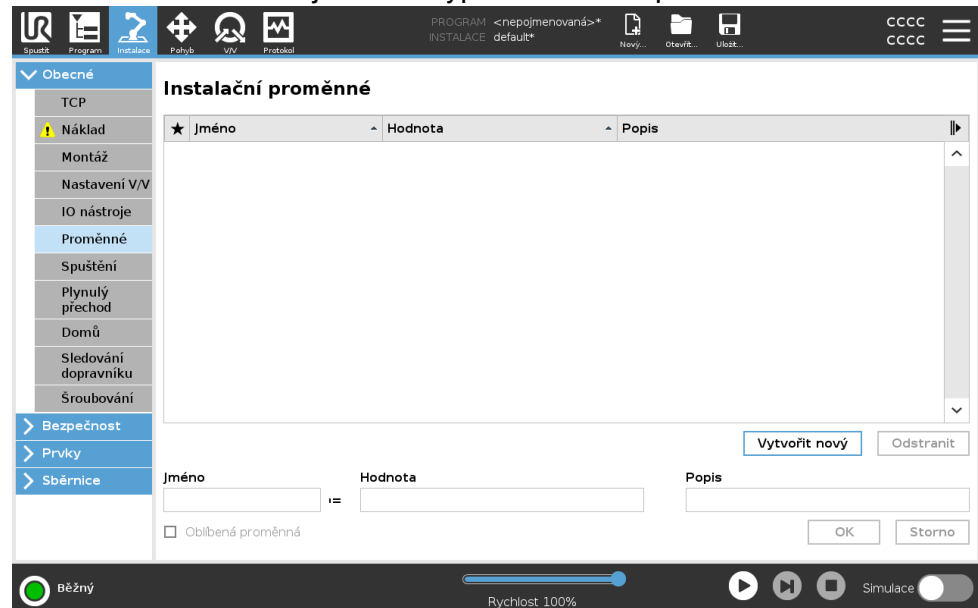 PROGRAM <nepojmenovaná>*
INSTALACE default*
CCCC
CCCC
Spustit Program Instalace Pohyb V/V Protokol Nový... Otevřít... Uložit...
Obecné
TCP
Náklad
Montáž
Nastavení V/V
IO nástroje
Proměnné
Spuštění
Plynulý
přechod
Domů
Sledování
dopravníku
Šroubování
Bezpečnost
Prvky
Sběrnice
Instalační proměnné
Jméno Hodnota Popis
Vytvořit nový Odstranit
Jméno Hodnota Popis
:=
Oblíbená proměnná OK Storno
Běžný
Rychlost 100%
Simulace